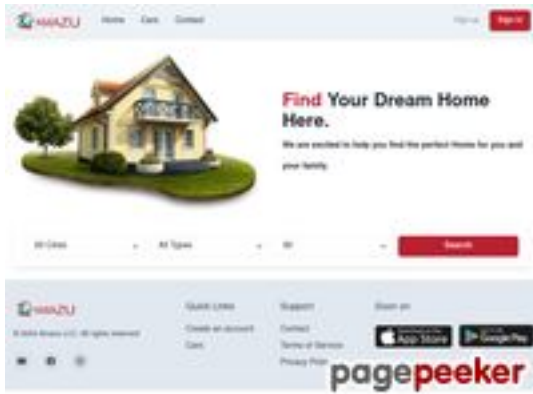 Home Cars Contact
Sign up Sign in
Find Your Dream Home
Here.
We are excited to help you find the perfect Home for you and
your family.
All Cities All Types All Search
Quick Links Support
Create an account Contact
Cars Terms of Service
Privacy
App Store Google Play
pagepeeker